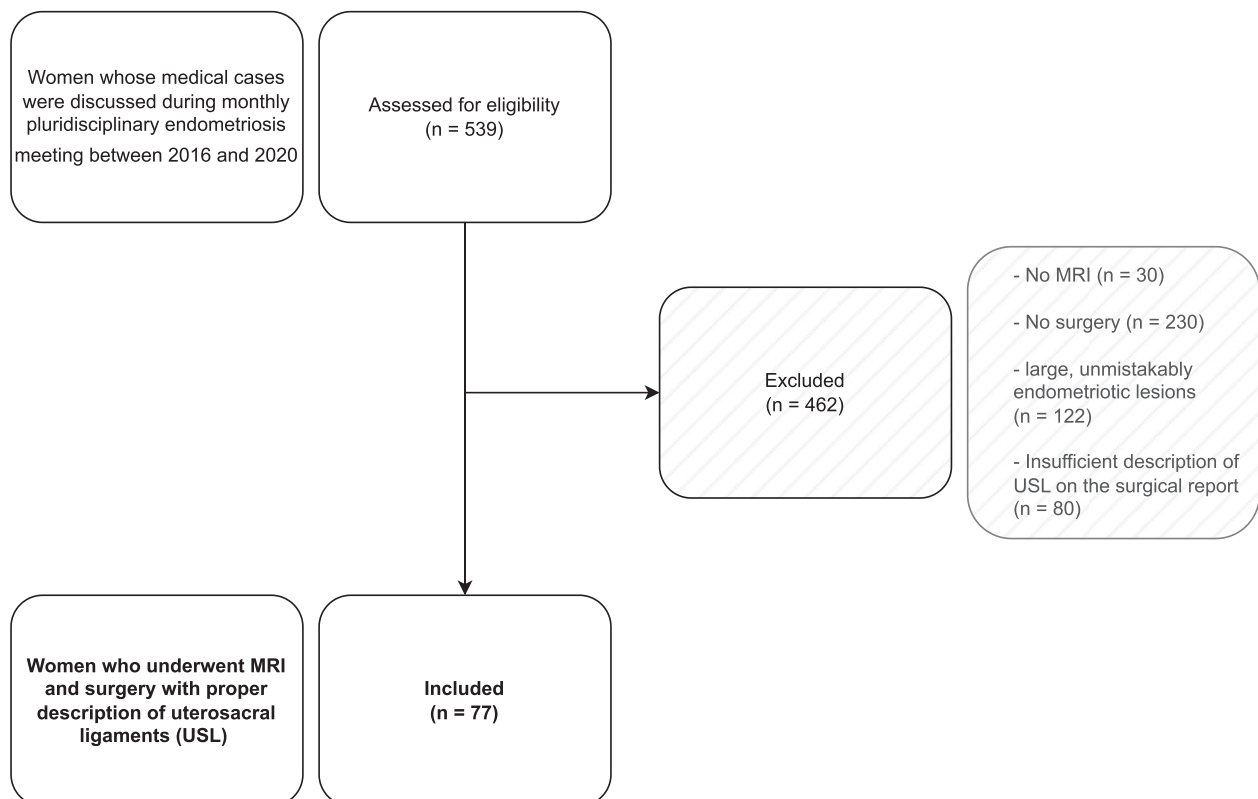 Women whose medical cases
were discussed during monthly
pluridisciplinary endometriosis
meeting between 2016 and 2020
Assessed for eligibility
(n = 539)
- No MRI (n = 30)
- No surgery (n = 230)
- large, unmistakably
endometriotic lesions
(n = 122)
- Insufficient description of
USL on the surgical report
(n = 80)
Excluded
(n = 462)
Women who underwent MRI
and surgery with proper
description of uterosacral
ligaments (USL)
Included
(n = 77)